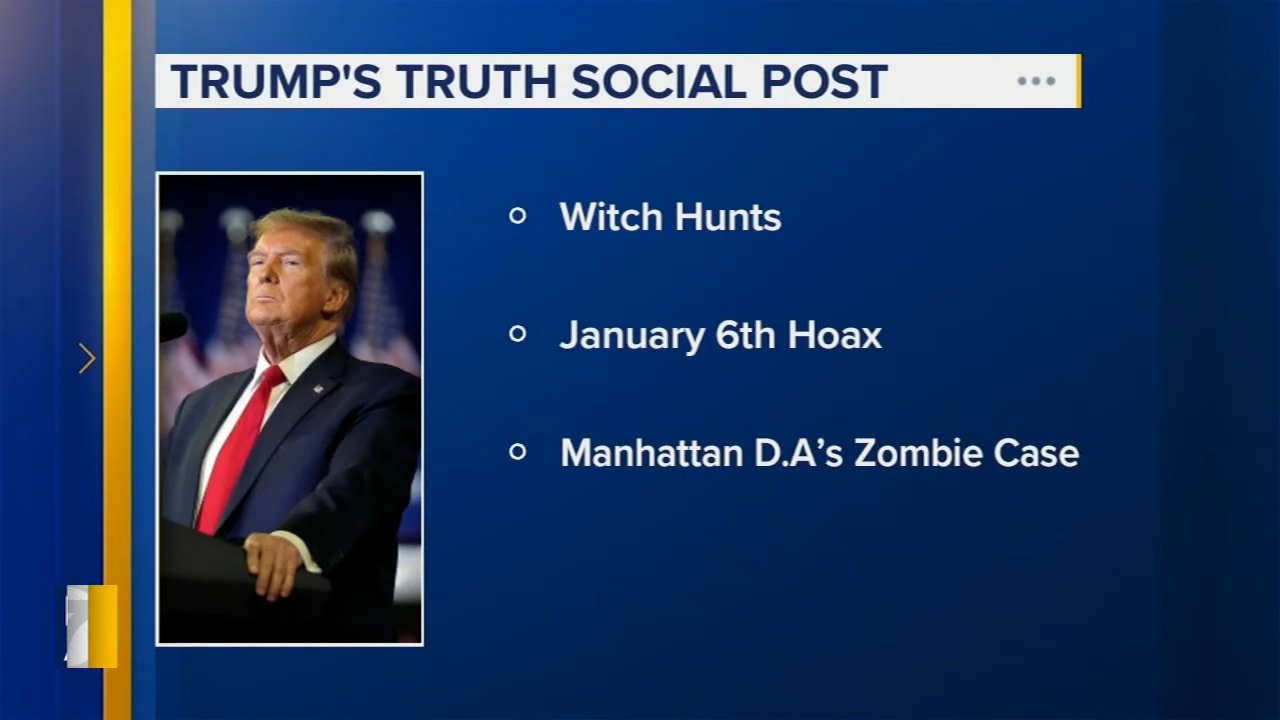 TRUMP'S TRUTH SOCIAL POST
Witch Hunts
January 6th Hoax
Manhattan D.A’s Zombie Case